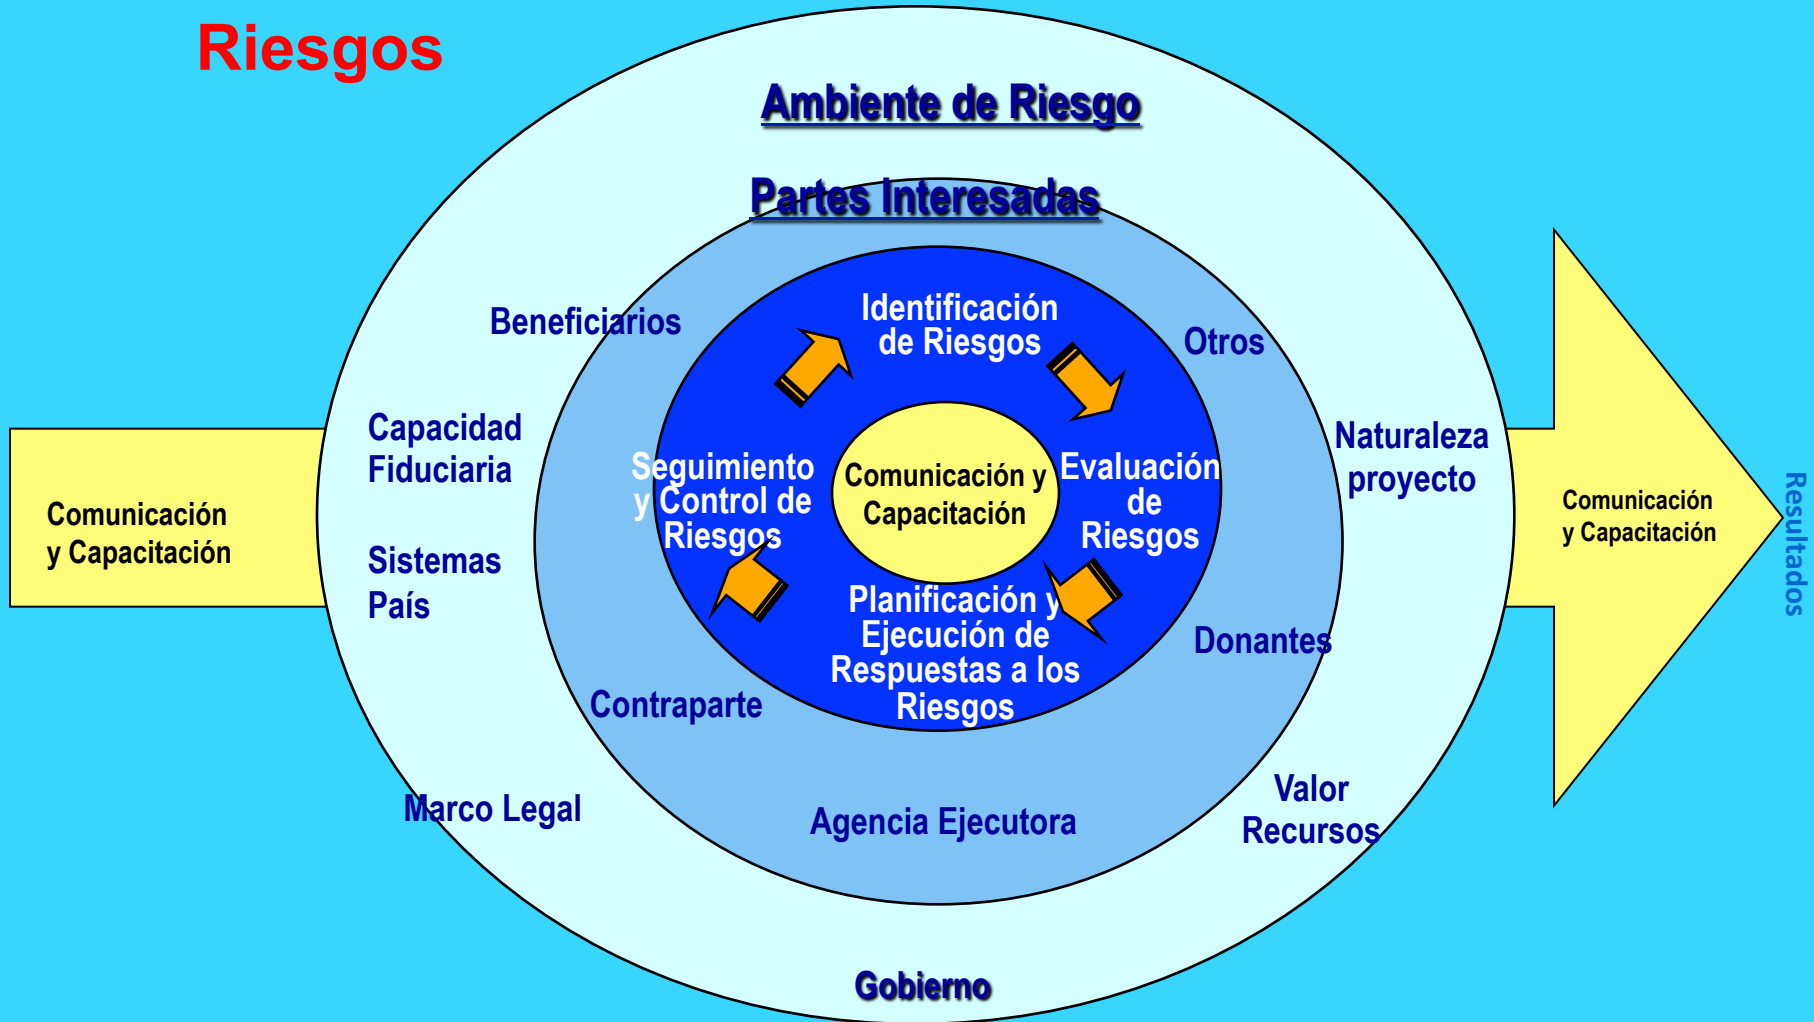 Riesgos
Ambiente de Riesgo
Partes Interesadas
Beneficiarios
Identificación
de Riesgos
Otros
Capacidad
Fiduciaria
Naturaleza
proyecto
Seguimiento
y Control de
Riesgos
Comunicación y
Capacitación
Evaluación
de
Riesgos
Comunicación
y Capacitación
Comunicación
y Capacitación
Resultados
Sistemas
País
Planificación y
Ejecución de
Respuestas a los
Riesgos
Donantes
Contraparte
Marco Legal
Agencia Ejecutora
Valor
Recursos
Gobierno